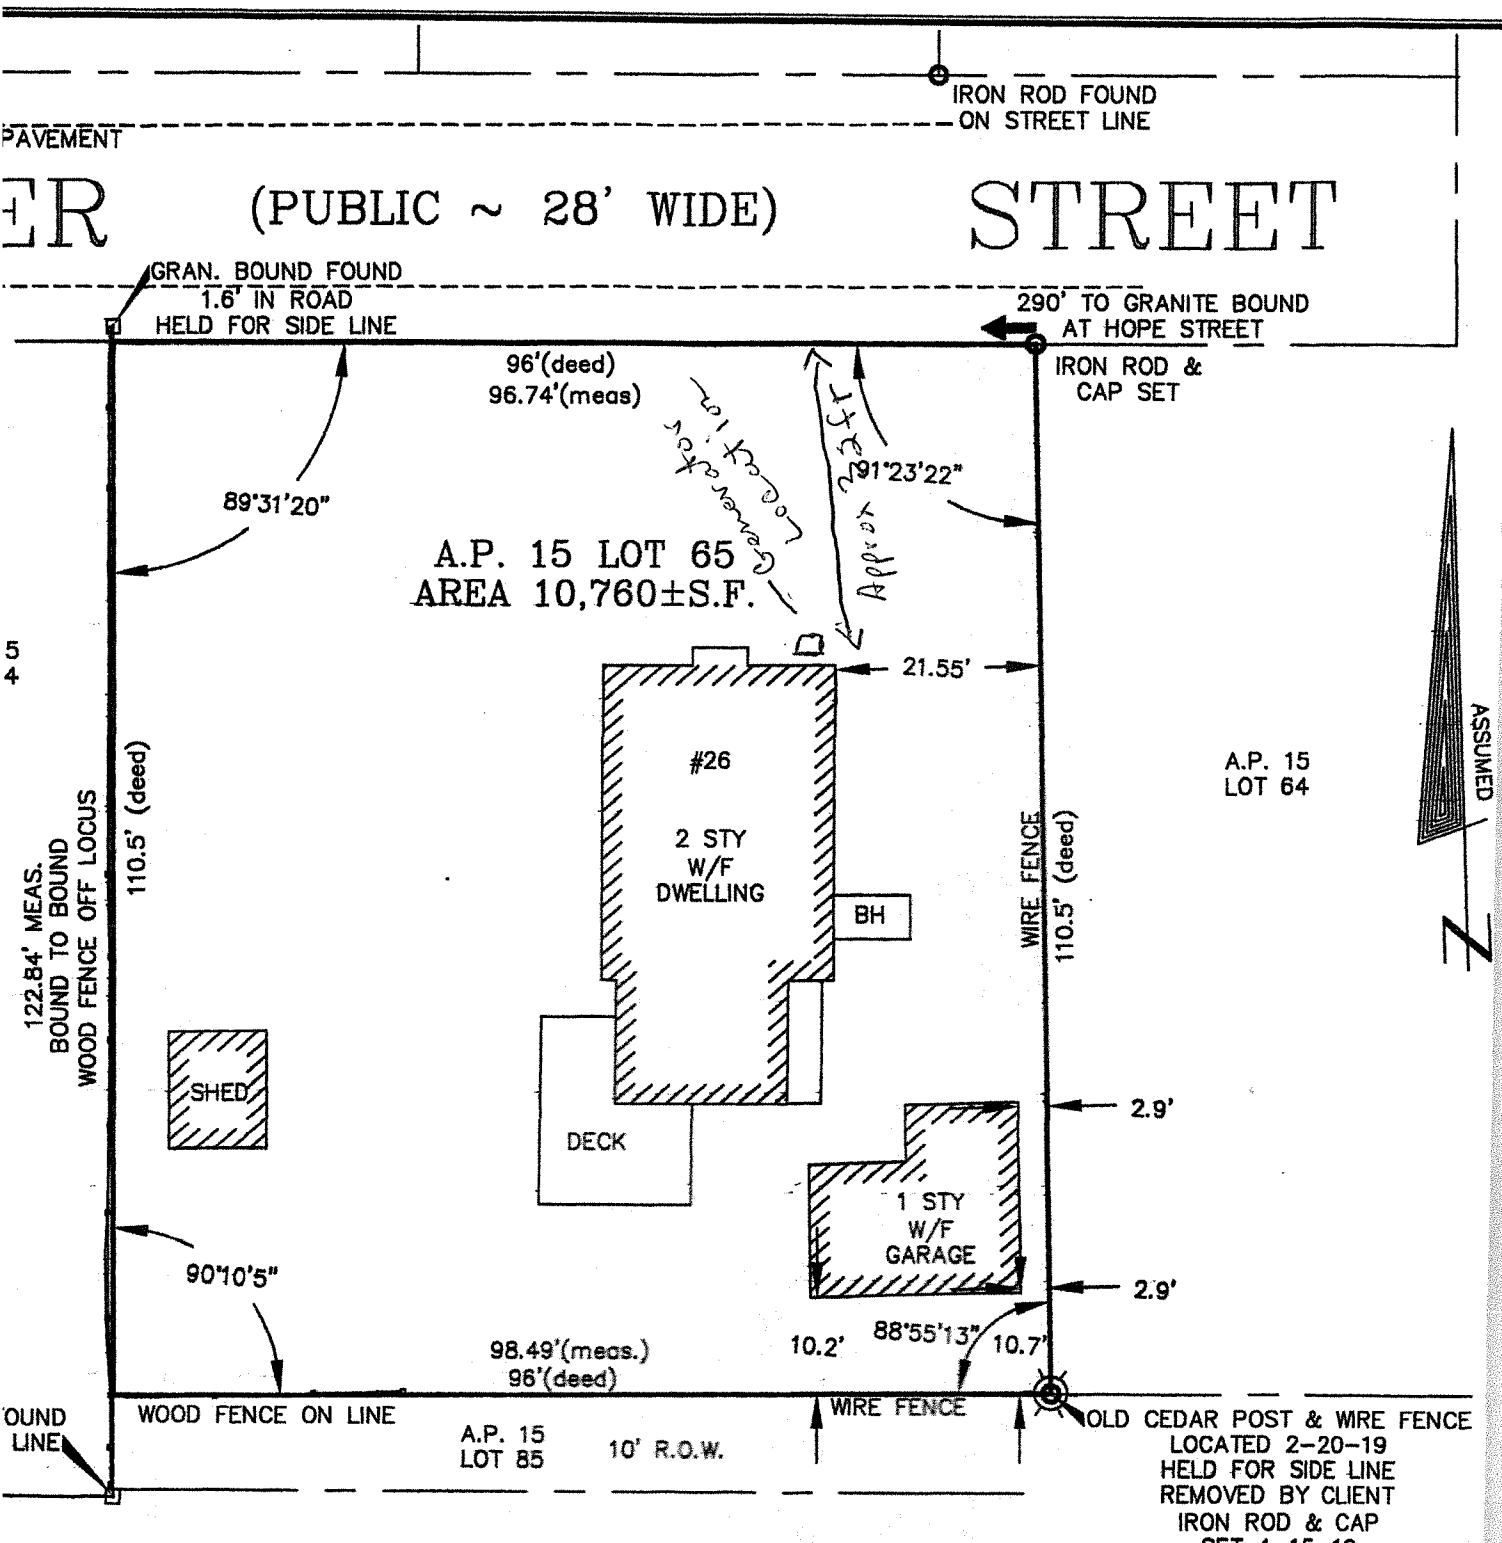 IRON ROD FOUND
ON STREET LINE
PAVEMENT
ER (PUBLIC ~ 28' WIDE) STREET
GRAN. BOUND FOUND
1.6' IN ROAD
HELD FOR SIDE LINE
290' TO GRANITE BOUND
AT HOPE STREET
IRON ROD &
CAP SET
96'(deed)
96.74'(meas)
Generator
Location
Approx 32ft
89°31'20"
91°23'22"
A.P. 15 LOT 65
AREA 10,760±S.F.
5
4
21.55'
#26
2 STY
W/F
DWELLING
BH
A.P. 15
LOT 64
ASSUMED
N
122.84' MEAS.
BOUND TO BOUND
WOOD FENCE OFF LOCUS
110.5' (deed)
WIRE FENCE
110.5' (deed)
SHED
DECK
2.9'
1 STY
W/F
GARAGE
2.9'
90°10'5"
88°55'13"
10.2'
10.7'
98.49'(meas.)
96'(deed)
WOOD FENCE ON LINE
WIRE FENCE
OUND
LINE
A.P. 15
LOT 85
10' R.O.W.
OLD CEDAR POST & WIRE FENCE
LOCATED 2-20-19
HELD FOR SIDE LINE
REMOVED BY CLIENT
IRON ROD & CAP